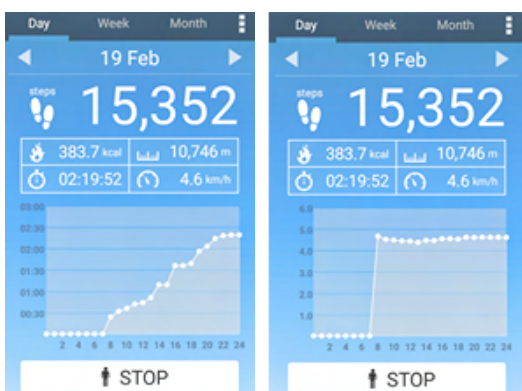 Day Week Month
19 Feb
steps
15,352
383.7 kcal 10,746 m
02:19:52 4.6 km/h
03:00
02:30
02:00
01:30
01:00
00:30
2 4 6 8 10 12 14 16 18 20 22 24
STOP
Day Week Month
19 Feb
steps
15,352
383.7 kcal 10,746 m
02:19:52 4.6 km/h
6.0
5.0
4.0
3.0
2.0
1.0
2 4 6 8 10 12 14 16 18 20 22 24
STOP